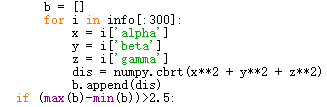 b = []
for i in info[:300]:
x = i['alpha']
y = i['beta']
z = i['gamma']
dis = numpy.cbrt(x**2 + y**2 + z**2)
b.append(dis)
if (max(b)-min(b))>2.5: